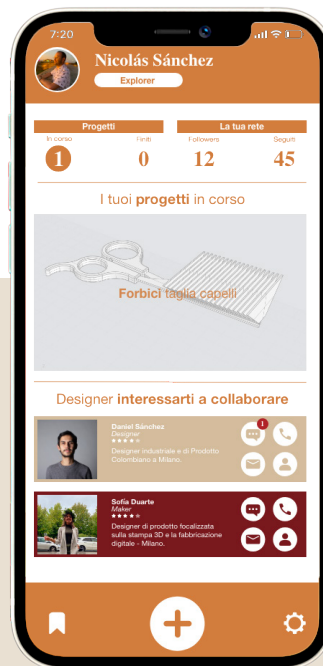 7:20
Nicolás Sánchez
Explorer
Progetti
La tua rete
In corso
Finiti
Followers
Seguiti
1
0
12
45
I tuoi progetti in corso
Forbici taglia capelli
Designer interessarti a collaborare
Daniel Sánchez
Designer
Designer industriale e di Prodotto
Colombiano a Milano.
1
Sofía Duarte
Maker
Designer di prodotto focalizzata
sulla stampa 3D e la fabbricazione
digitale - Milano.